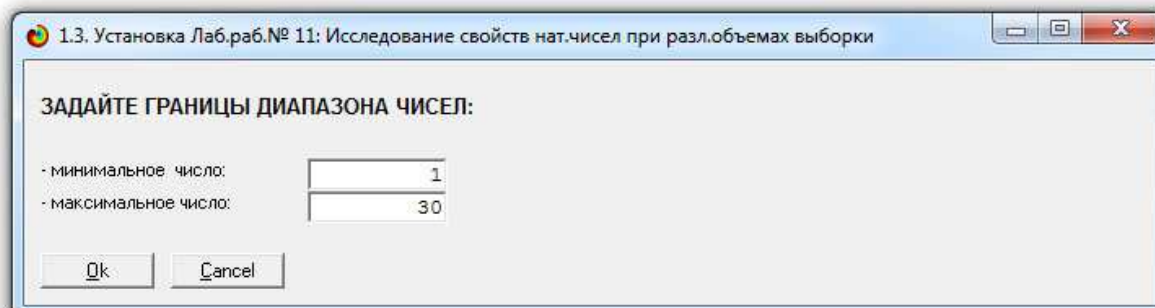 1.3. Установка Лаб.раб.№ 11: Исследование свойств нат.чисел при разл.объемах выборки
ЗАДАЙТЕ ГРАНИЦЫ ДИАПАЗОНА ЧИСЕЛ:
- минимальное число: 1
- максимальное число: 30
Ok Cancel